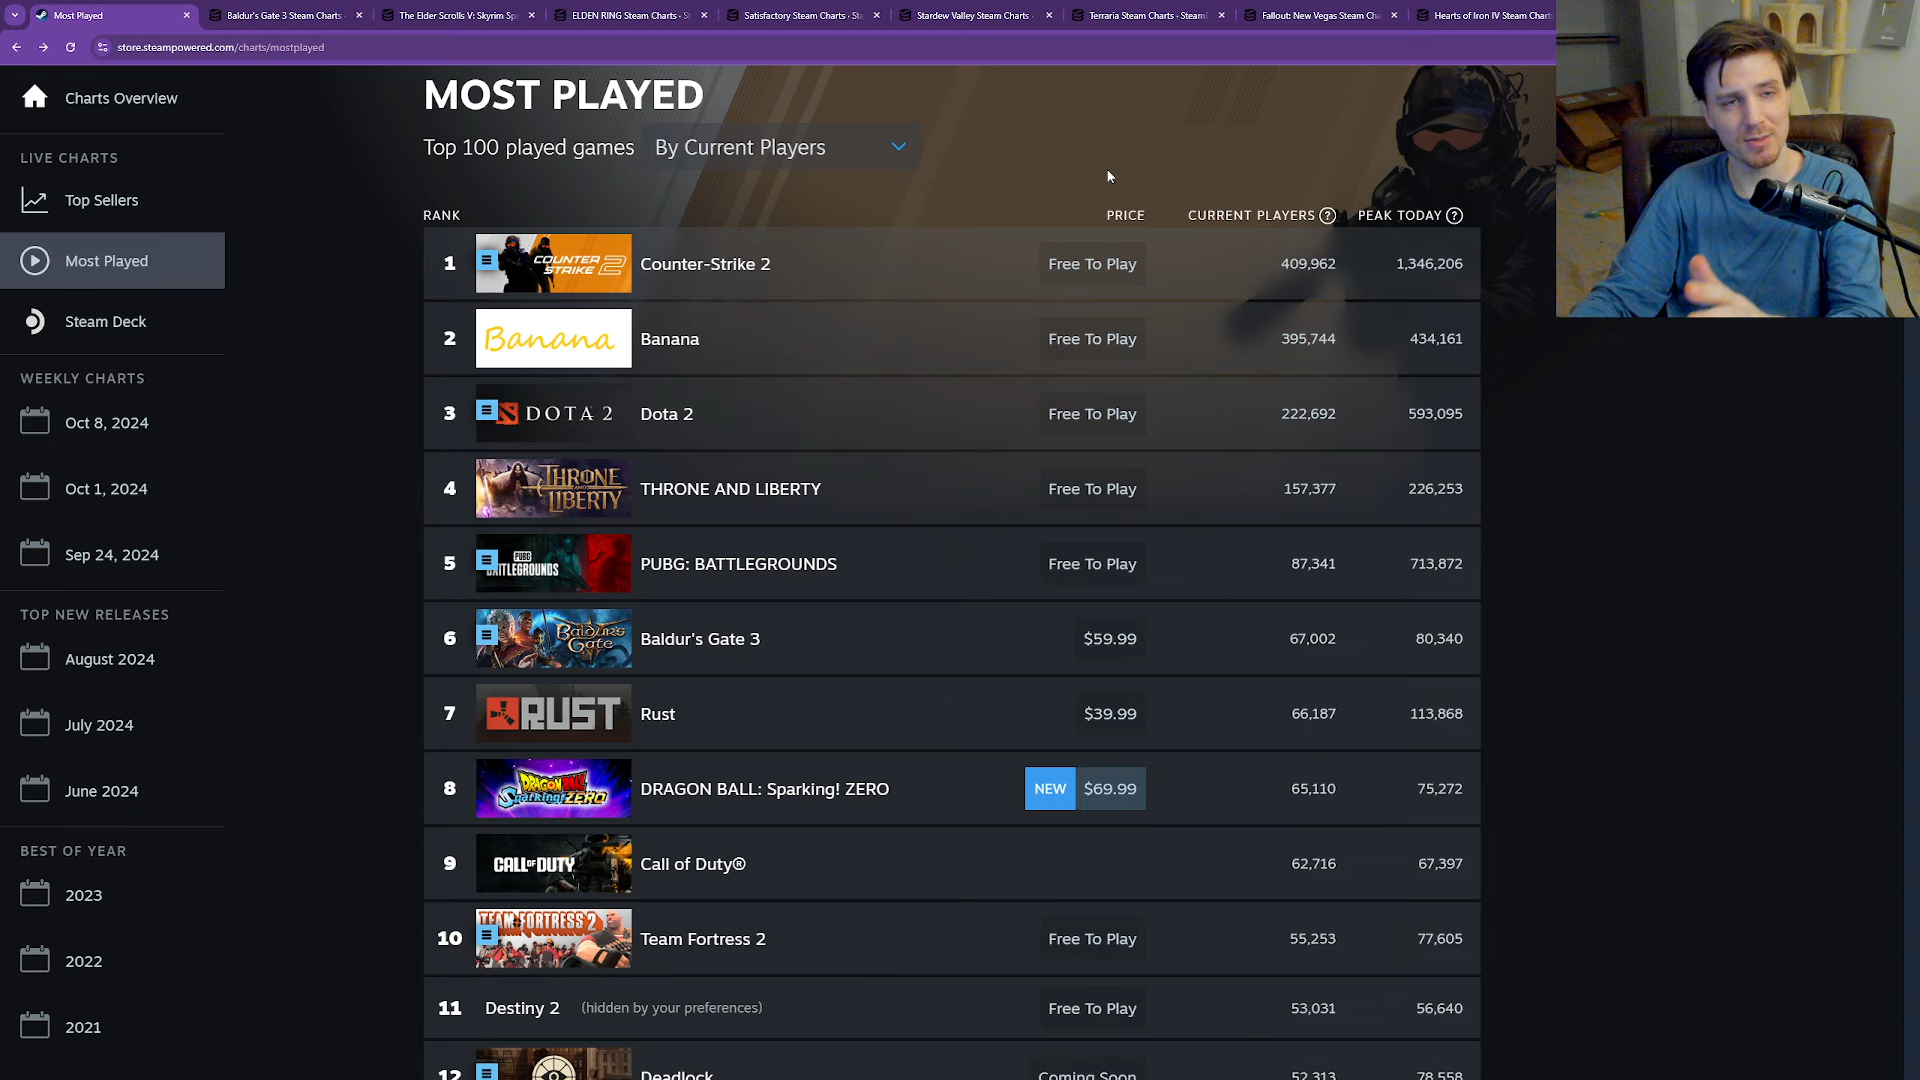 Most Played
Baldur's Gate 3 Steam Charts
The Elder Scrolls V: Skyrim Sp
ELDEN RING Steam Charts · S
Satisfactory Steam Charts · Ste
Stardew Valley Steam Charts
Terraria Steam Charts · Steam
Fallout: New Vegas Steam Cha
Hearts of Iron IV Steam Charts
store.steampowered.com/charts/mostplayed
Charts Overview
LIVE CHARTS
Top Sellers
Most Played
Steam Deck
WEEKLY CHARTS
Oct 8, 2024
Oct 1, 2024
Sep 24, 2024
TOP NEW RELEASES
August 2024
July 2024
June 2024
BEST OF YEAR
2023
2022
2021
MOST PLAYED
Top 100 played games By Current Players
RANK PRICE CURRENT PLAYERS ? PEAK TODAY ?
1 COUNTER STRIKE 2 Counter-Strike 2 Free To Play 409,962 1,346,206
2 Banana Banana Free To Play 395,744 434,161
3 DOTA 2 Dota 2 Free To Play 222,692 593,095
4 THRONE AND LIBERTY THRONE AND LIBERTY Free To Play 157,377 226,253
5 PUBG BATTLEGROUNDS PUBG: BATTLEGROUNDS Free To Play 87,341 713,872
6 Baldur's Gate Baldur's Gate 3 $59.99 67,002 80,340
7 RUST Rust $39.99 66,187 113,868
8 DRAGON BALL Sparking! ZERO DRAGON BALL: Sparking! ZERO NEW $69.99 65,110 75,272
9 CALL OF DUTY Call of Duty® 62,716 67,397
10 TEAM FORTRESS 2 Team Fortress 2 Free To Play 55,253 77,605
11 Destiny 2 (hidden by your preferences) Free To Play 53,031 56,640
12 Deadlock Coming Soon 52,313 78,558